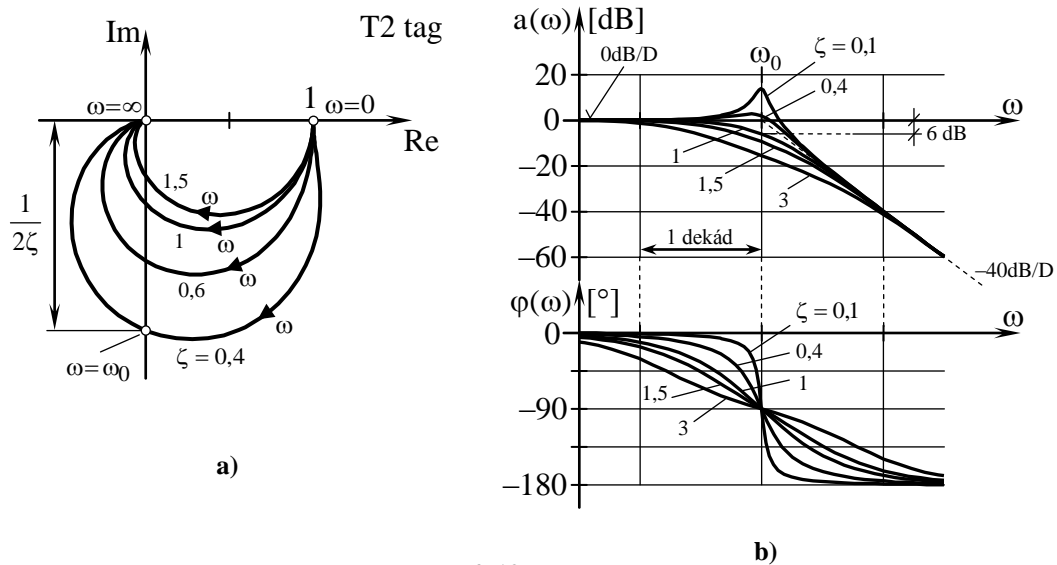 Im
T2 tag
ω=∞
1
ω=0
Re
1,5
ω
1
ω
0,6
ω
ω
1
2ζ
ω=ω₀
ζ = 0,4
a)
a(ω) [dB]
0dB/D
ω₀
ζ = 0,1
0,4
20
0
−20
−40
−60
ω
6 dB
1
1,5
3
1 dekád
−40dB/D
φ(ω) [°]
0
−90
−180
ω
ζ = 0,1
0,4
1
1,5
3
b)